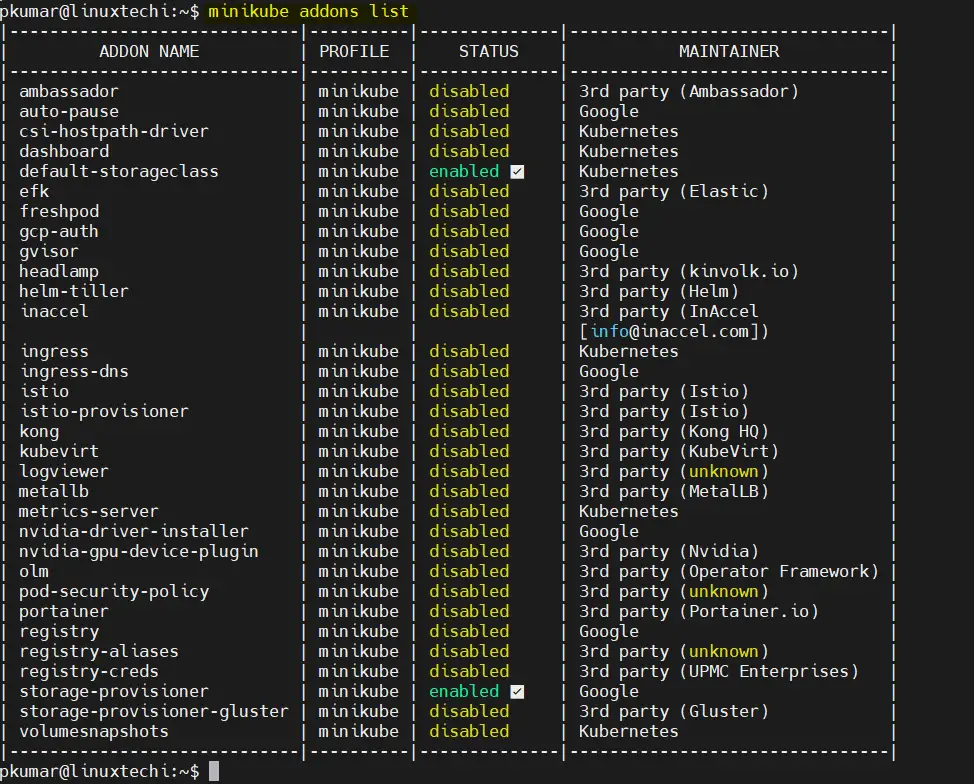 pkumar@linuxtechi:~$ minikube addons list
|-----------------------------|----------|--------------|--------------------------------|
|         ADDON NAME          | PROFILE  |    STATUS    |           MAINTAINER           |
|-----------------------------|----------|--------------|--------------------------------|
| ambassador                  | minikube | disabled     | 3rd party (Ambassador)         |
| auto-pause                  | minikube | disabled     | Google                         |
| csi-hostpath-driver         | minikube | disabled     | Kubernetes                     |
| dashboard                   | minikube | disabled     | Kubernetes                     |
| default-storageclass        | minikube | enabled ✅   | Kubernetes                     |
| efk                         | minikube | disabled     | 3rd party (Elastic)            |
| freshpod                    | minikube | disabled     | Google                         |
| gcp-auth                    | minikube | disabled     | Google                         |
| gvisor                      | minikube | disabled     | Google                         |
| headlamp                    | minikube | disabled     | 3rd party (kinvolk.io)         |
| helm-tiller                 | minikube | disabled     | 3rd party (Helm)               |
| inaccel                     | minikube | disabled     | 3rd party (InAccel             |
|                             |          |              | [info@inaccel.com])            |
| ingress                     | minikube | disabled     | Kubernetes                     |
| ingress-dns                 | minikube | disabled     | Google                         |
| istio                       | minikube | disabled     | 3rd party (Istio)              |
| istio-provisioner           | minikube | disabled     | 3rd party (Istio)              |
| kong                        | minikube | disabled     | 3rd party (Kong HQ)            |
| kubevirt                    | minikube | disabled     | 3rd party (KubeVirt)           |
| logviewer                   | minikube | disabled     | 3rd party (unknown)            |
| metallb                     | minikube | disabled     | 3rd party (MetalLB)            |
| metrics-server              | minikube | disabled     | Kubernetes                     |
| nvidia-driver-installer     | minikube | disabled     | Google                         |
| nvidia-gpu-device-plugin    | minikube | disabled     | 3rd party (Nvidia)             |
| olm                         | minikube | disabled     | 3rd party (Operator Framework) |
| pod-security-policy         | minikube | disabled     | 3rd party (unknown)            |
| portainer                   | minikube | disabled     | 3rd party (Portainer.io)       |
| registry                    | minikube | disabled     | Google                         |
| registry-aliases            | minikube | disabled     | 3rd party (unknown)            |
| registry-creds              | minikube | disabled     | 3rd party (UPMC Enterprises)   |
| storage-provisioner         | minikube | enabled ✅   | Google                         |
| storage-provisioner-gluster | minikube | disabled     | 3rd party (Gluster)            |
| volumesnapshots             | minikube | disabled     | Kubernetes                     |
|-----------------------------|----------|--------------|--------------------------------|
pkumar@linuxtechi:~$